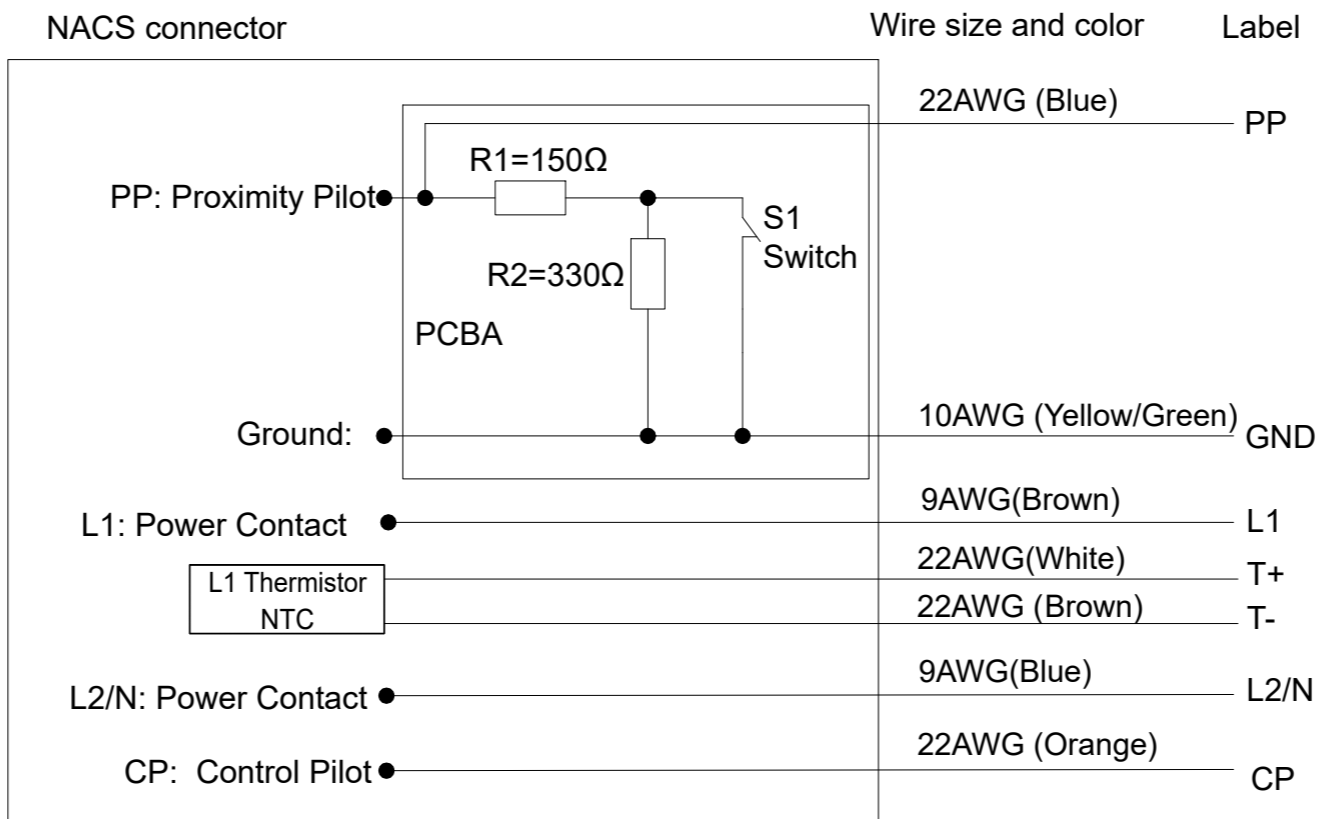 NACS connector
Wire size and color
Label
22AWG (Blue)
PP
R1=150Ω
PP: Proximity Pilot
S1
Switch
R2=330Ω
PCBA
10AWG (Yellow/Green)
Ground:
GND
9AWG(Brown)
L1: Power Contact
L1
22AWG(White)
L1 Thermistor
NTC
T+
22AWG (Brown)
T-
9AWG(Blue)
L2/N: Power Contact
L2/N
22AWG (Orange)
CP: Control Pilot
CP